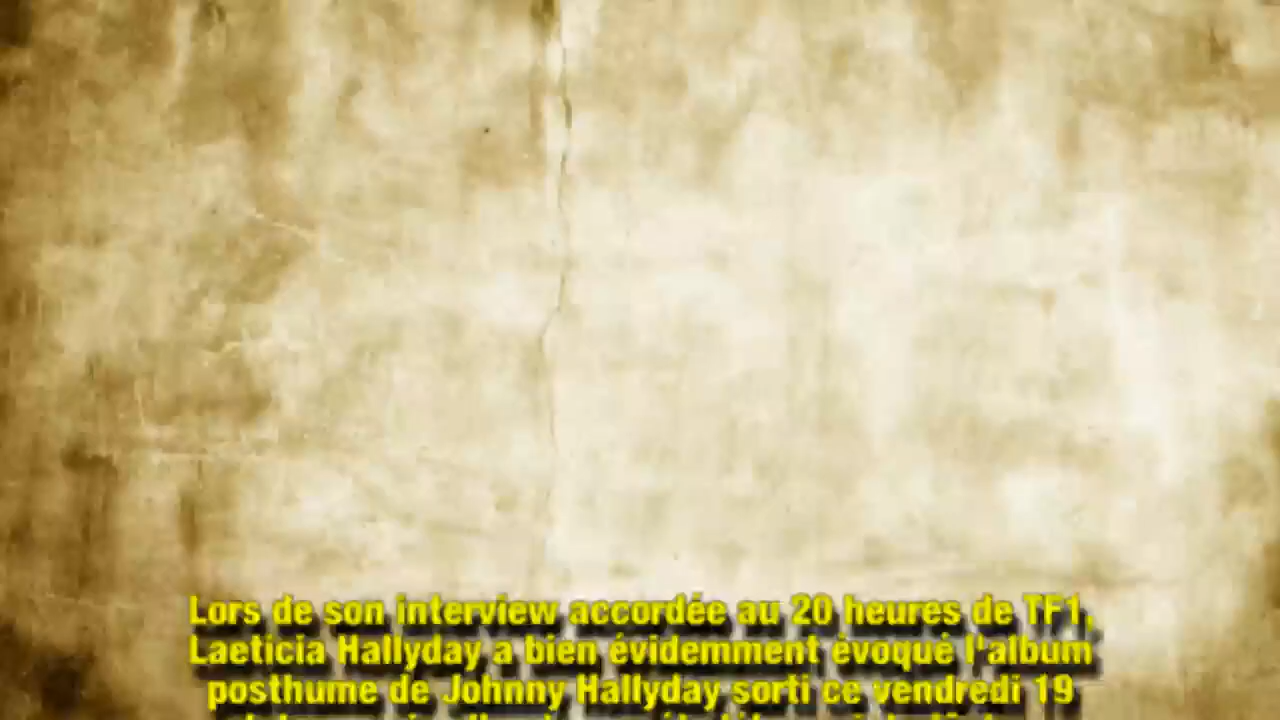 Lors de son interview accordée au 20 heures de TF1,
Laeticia Hallyday a bien évidemment évoqué l'album
posthume de Johnny Hallyday sorti ce vendredi 19